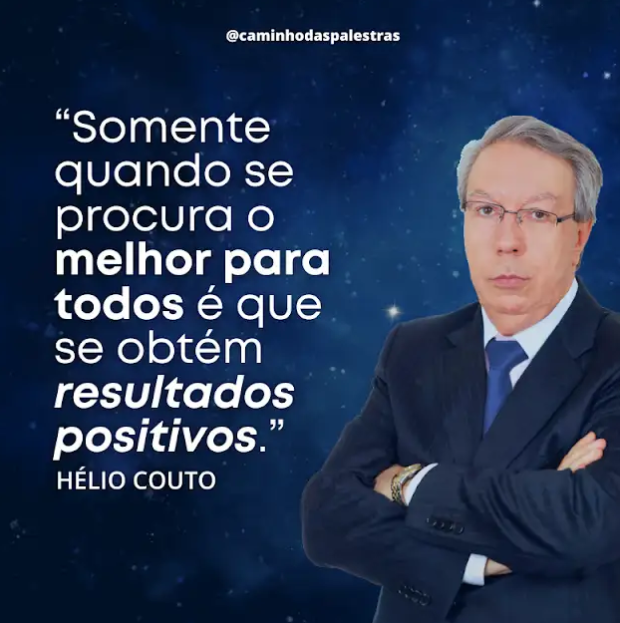 @caminhodaspalestras
“Somente
quando se
procura o
melhor para
todos é que
se obtém
resultados
positivos.”
HÉLIO COUTO